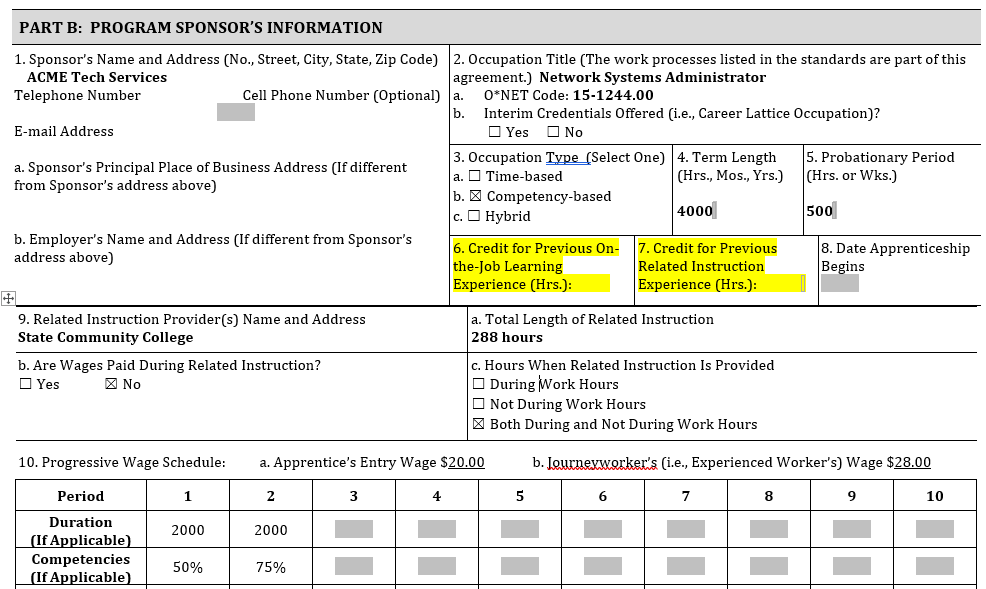 PART B:  PROGRAM SPONSOR'S INFORMATION
1. Sponsor's Name and Address (No., Street, City, State, Zip Code)
ACME Tech Services
Telephone Number
Cell Phone Number (Optional)
E-mail Address
a. Sponsor's Principal Place of Business Address (If different
from Sponsor's address above)
b. Employer's Name and Address (If different from Sponsor's
address above)
2. Occupation Title (The work processes listed in the standards are part of this
agreement.)  Network Systems Administrator
a. O*NET Code: 15-1244.00
b. Interim Credentials Offered (i.e., Career Lattice Occupation)?
☐ Yes ☐ No
3. Occupation Type (Select One)
a. ☐ Time-based
b. ☒ Competency-based
c. ☐ Hybrid
4. Term Length
(Hrs., Mos., Yrs.)
4000
5. Probationary Period
(Hrs. or Wks.)
500
6. Credit for Previous On-
the-Job Learning
Experience (Hrs.):
7. Credit for Previous
Related Instruction
Experience (Hrs.):
8. Date Apprenticeship
Begins
9. Related Instruction Provider(s) Name and Address
State Community College
a. Total Length of Related Instruction
288 hours
b. Are Wages Paid During Related Instruction?
☐ Yes ☒ No
c. Hours When Related Instruction Is Provided
☐ During Work Hours
☐ Not During Work Hours
☒ Both During and Not During Work Hours
10. Progressive Wage Schedule: a. Apprentice's Entry Wage $20.00 b. Journeyworker's (i.e., Experienced Worker's) Wage $28.00
Period 1 2 3 4 5 6 7 8 9 10
Duration
(If Applicable) 2000 2000
Competencies
(If Applicable) 50% 75%